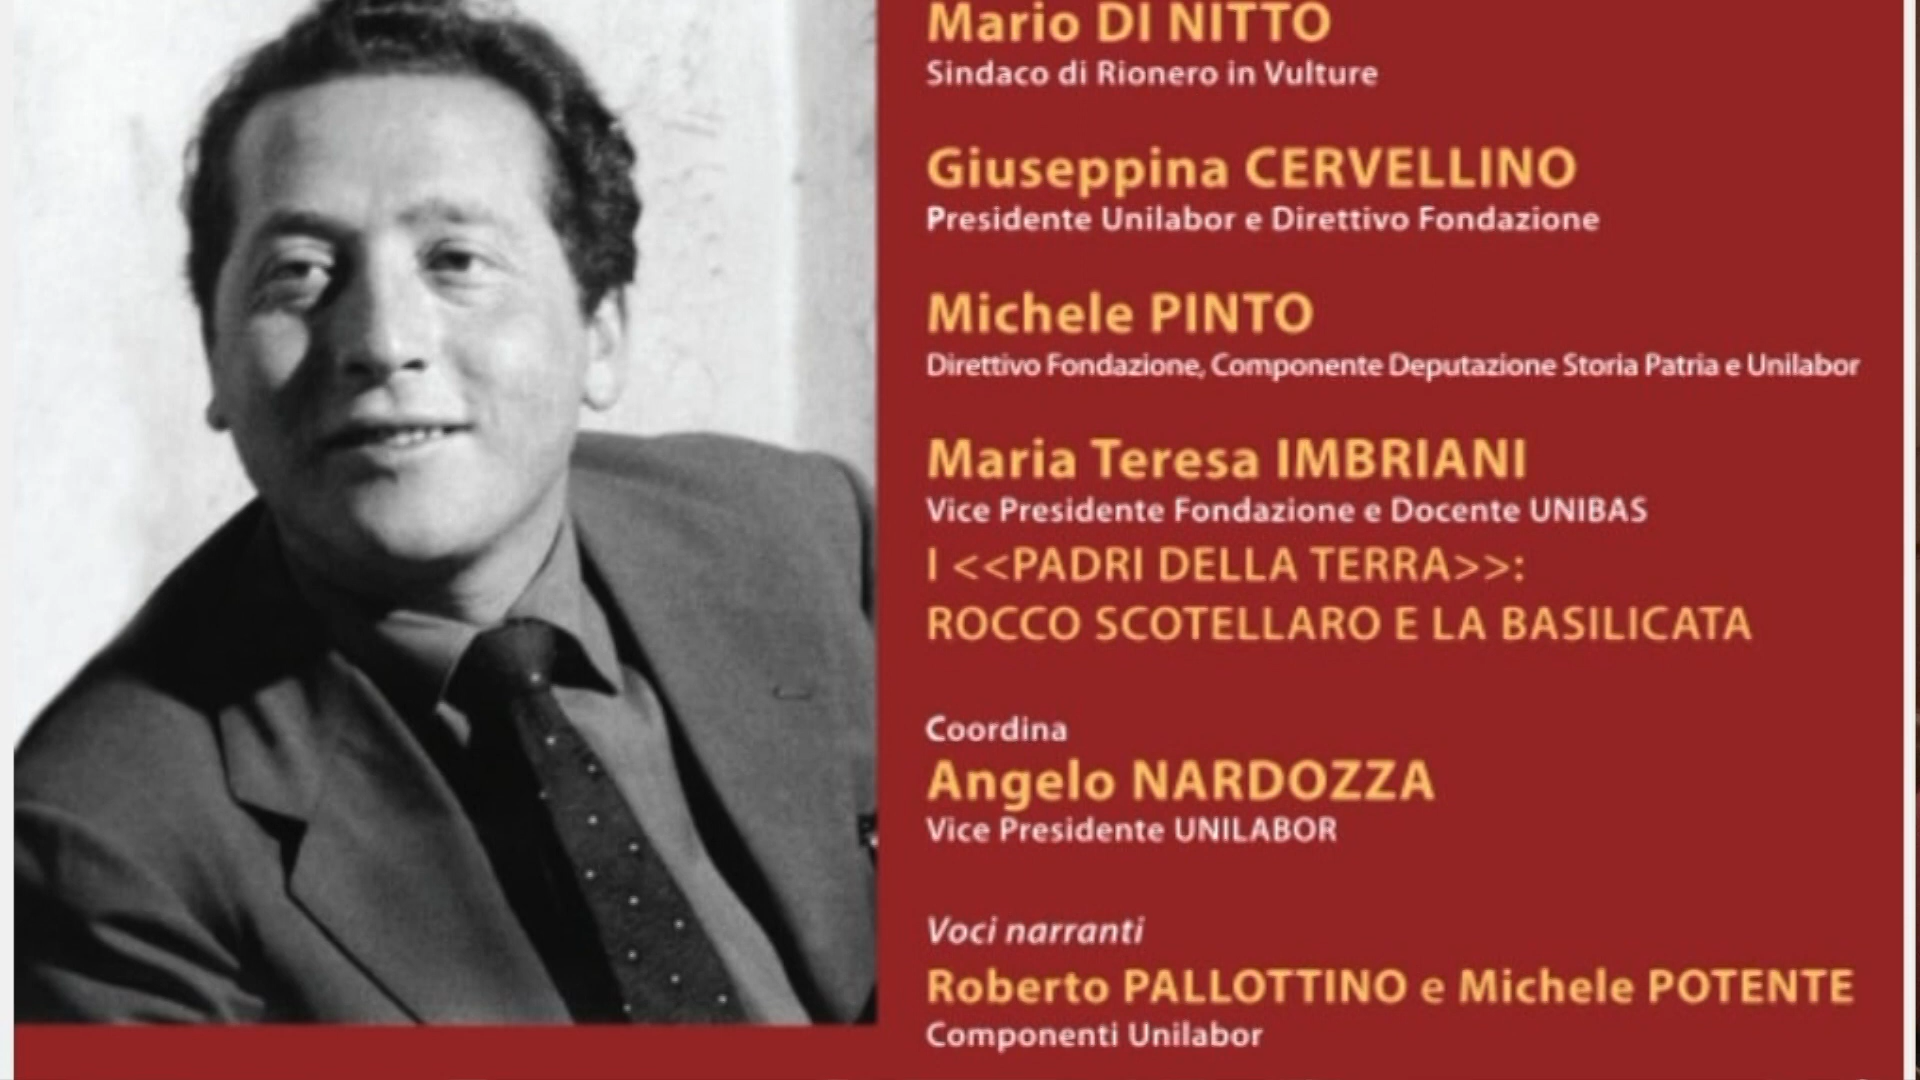 Mario DI NITTO
Sindaco di Rionero in Vulture
Giuseppina CERVELLINO
Presidente Unilabor e Direttivo Fondazione
Michele PINTO
Direttivo Fondazione, Componente Deputazione Storia Patria e Unilabor
Maria Teresa IMBRIANI
Vice Presidente Fondazione e Docente UNIBAS
I <<PADRI DELLA TERRA>>:
ROCCO SCOTELLARO E LA BASILICATA
Coordina
Angelo NARDOZZA
Vice Presidente UNILABOR
Voci narranti
Roberto PALLOTTINO e Michele POTENTE
Componenti Unilabor